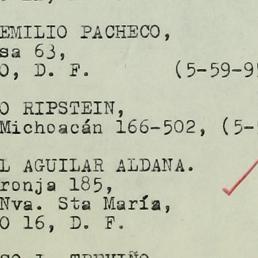 EMILIO PACHECO,
sa 63,
O, D. F. (5-59-95
O RIPSTEIN,
Michoacán 166-502, (5-
L AGUILAR ALDANA.
ronja 185,
Nva. Sta María,
O 16, D. F.